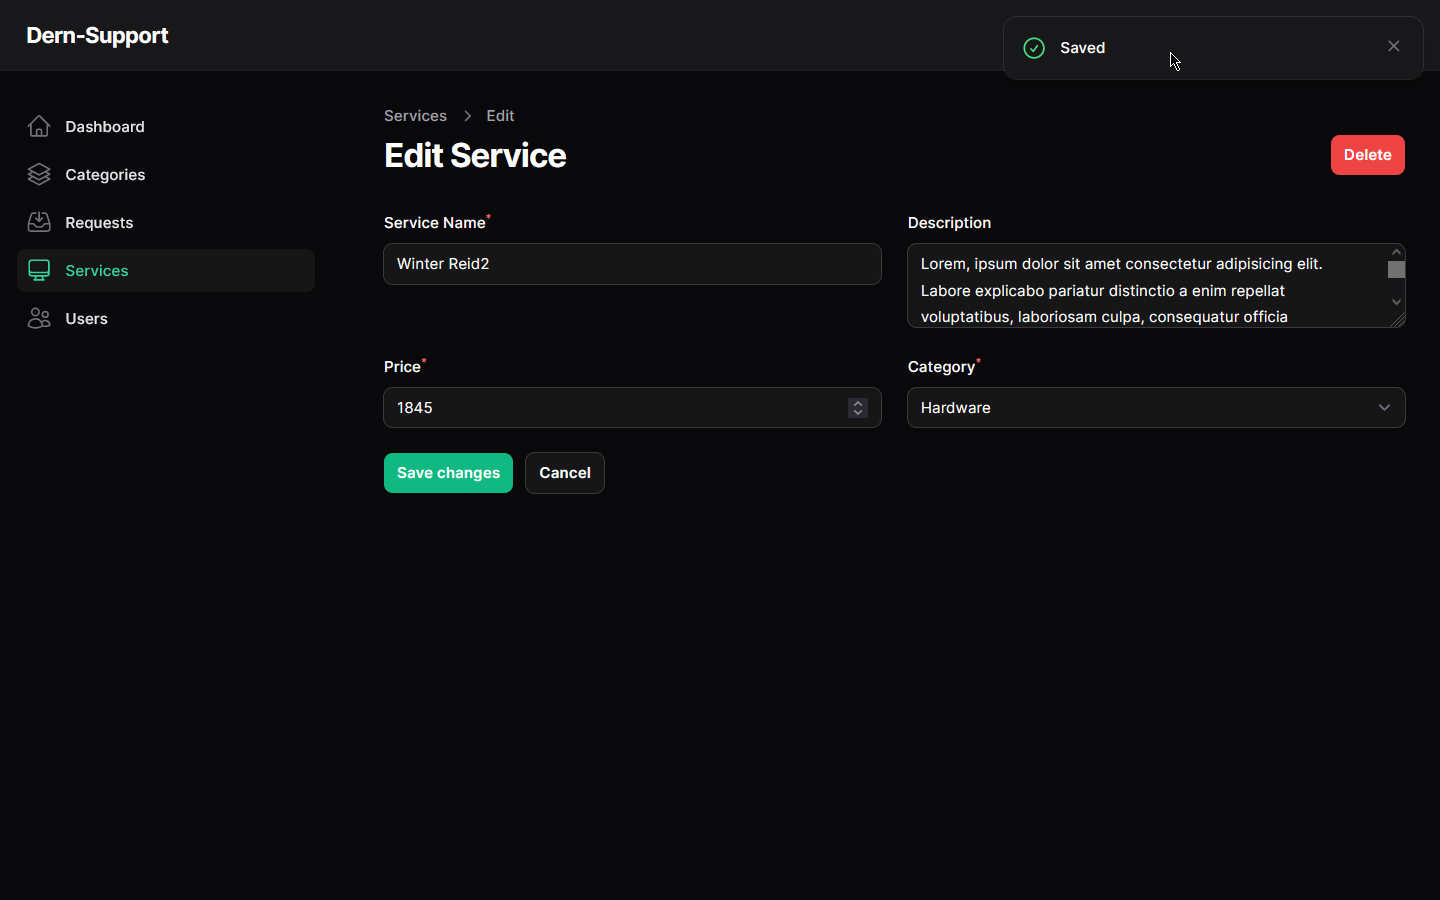 Dern-Support
Saved
Dashboard
Categories
Requests
Services
Users
Services
Edit
Edit Service
Delete
Service Name*
Winter Reid2
Description
Lorem, ipsum dolor sit amet consectetur adipisicing elit.
Labore explicabo pariatur distinctio a enim repellat
voluptatibus, laboriosam culpa, consequatur officia
Price*
1845
Category*
Hardware
Save changes
Cancel